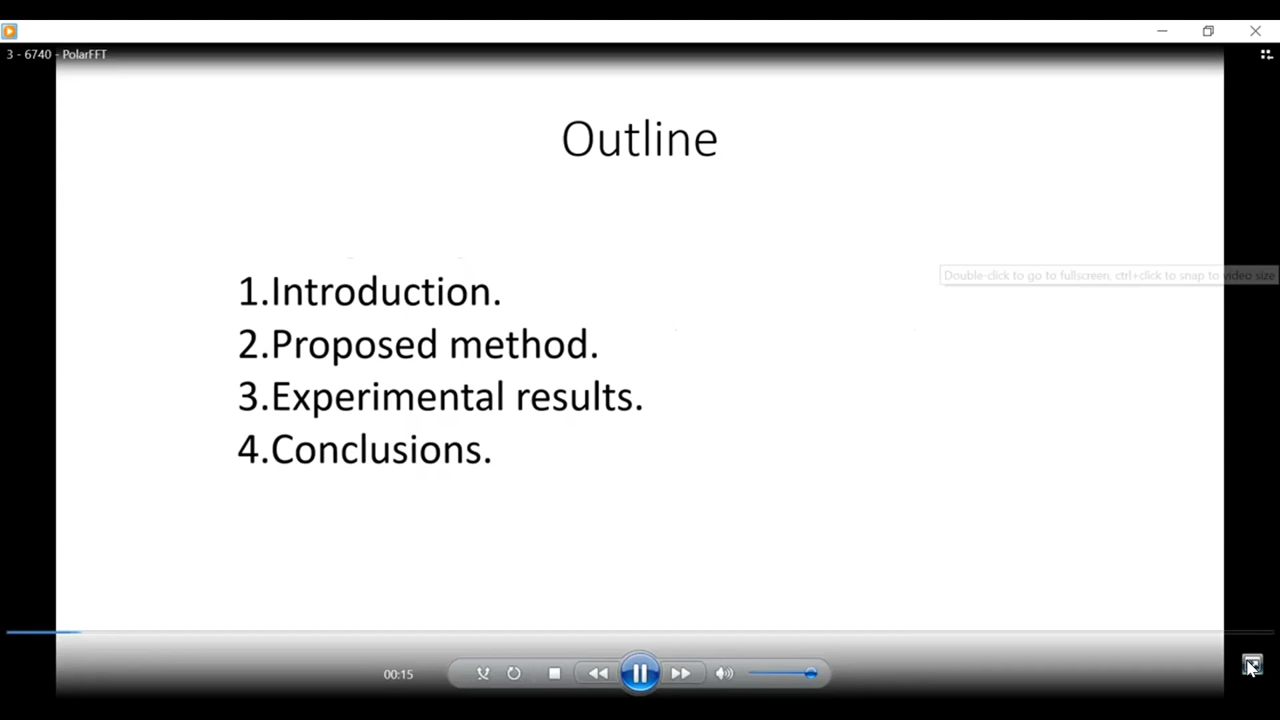 3 - 6740 - PolarFFT
Outline
Double-click to go to fullscreen, ctrl+click to snap to video size
1.Introduction.
2.Proposed method.
3.Experimental results.
4.Conclusions.
00:15